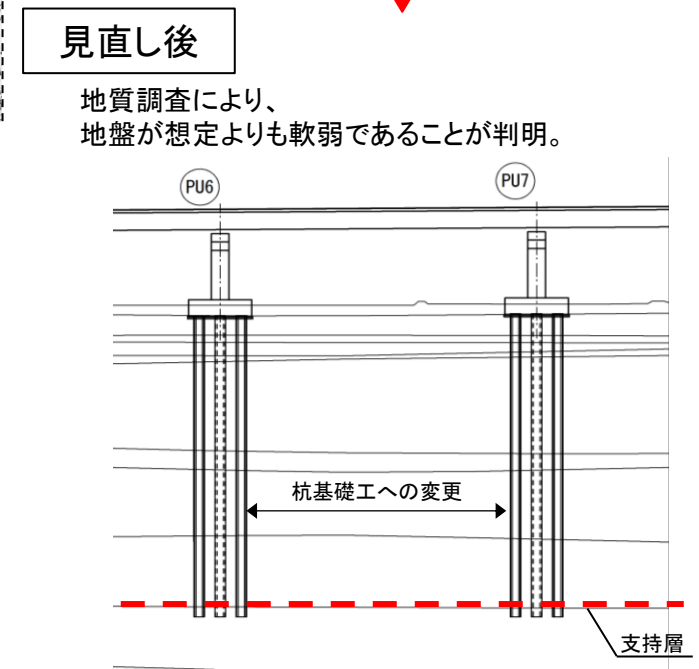 見直し後
地質調査により、
地盤が想定よりも軟弱であることが判明。
PU6
PU7
杭基礎工への変更
支持層